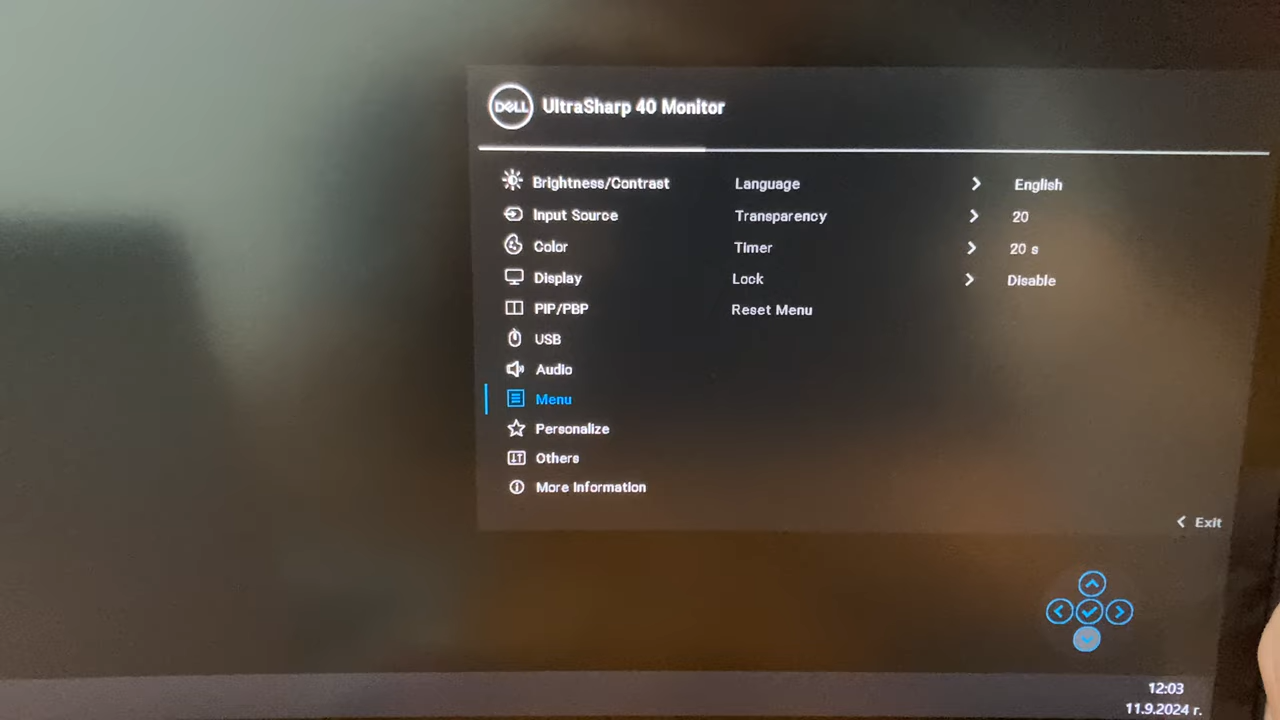 DELL UltraSharp 40 Monitor
Brightness/Contrast
Input Source
Color
Display
PIP/PBP
USB
Audio
Menu
Personalize
Others
More Information
Language English
Transparency 20
Timer 20 s
Lock Disable
Reset Menu
Exit
12:03
11.9.2024 г.